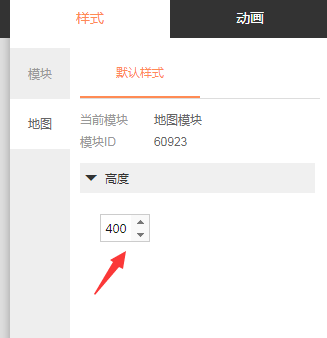 样式 动画
模块 默认样式
地图
当前模块 地图模块
模块ID 60923
高度
400